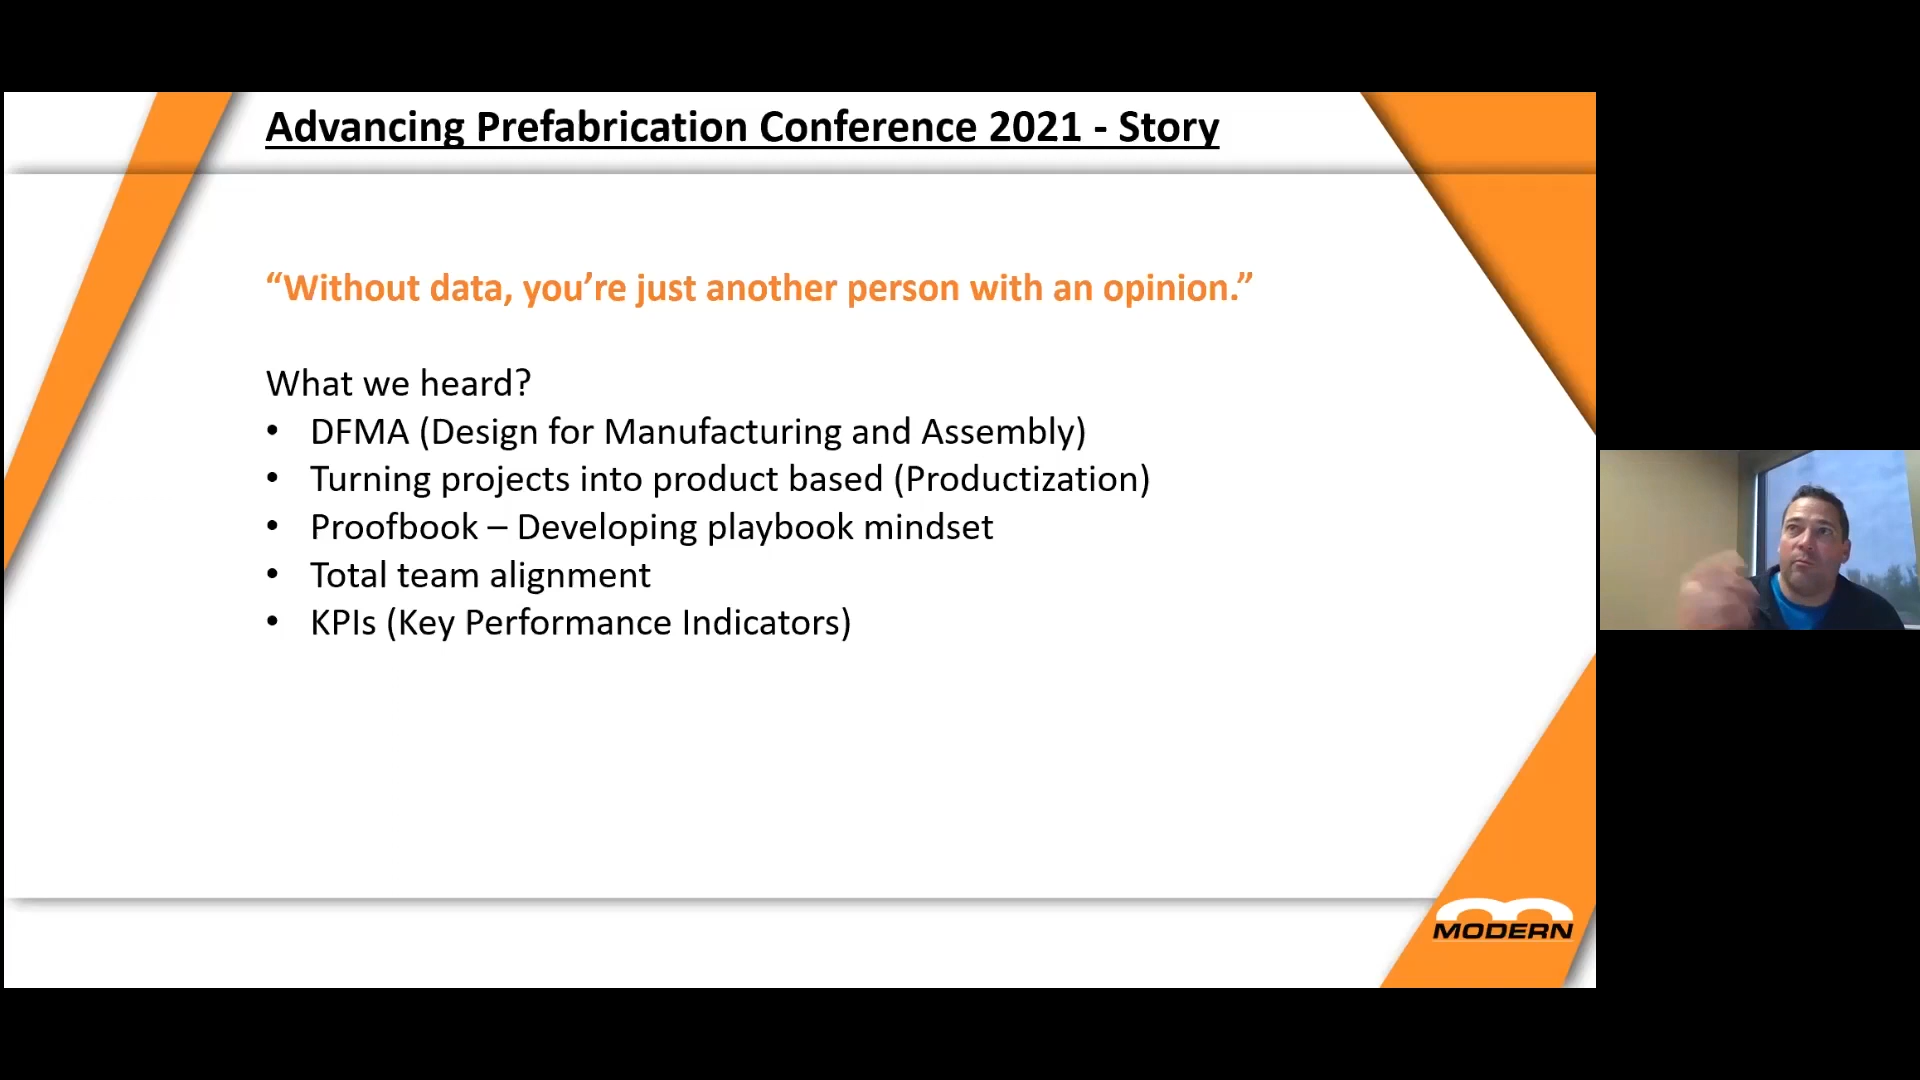 Advancing Prefabrication Conference 2021 - Story
“Without data, you’re just another person with an opinion.”
What we heard?
• DFMA (Design for Manufacturing and Assembly)
• Turning projects into product based (Productization)
• Proofbook – Developing playbook mindset
• Total team alignment
• KPIs (Key Performance Indicators)
MODERN